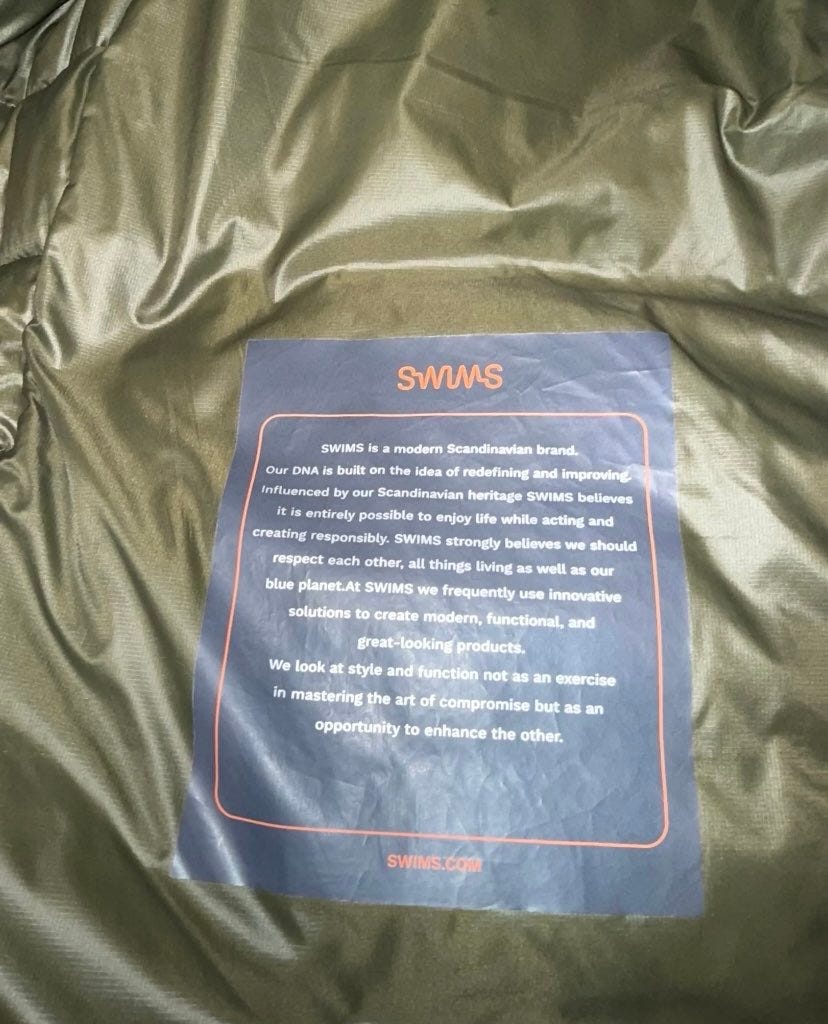 SWIMS
SWIMS is a modern Scandinavian brand.
Our DNA is built on the idea of redefining and improving.
Influenced by our Scandinavian heritage SWIMS believes
it is entirely possible to enjoy life while acting and
creating responsibly. SWIMS strongly believes we should
respect each other, all things living as well as our
blue planet.At SWIMS we frequently use innovative
solutions to create modern, functional, and
great-looking products.
We look at style and function not as an exercise
in mastering the art of compromise but as an
opportunity to enhance the other.
SWIMS.COM